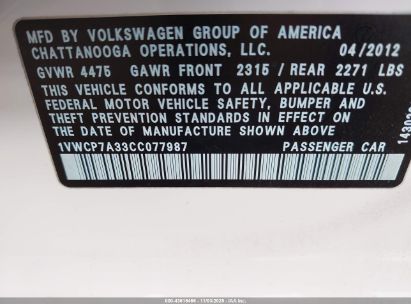 MFD BY VOLKSWAGEN GROUP OF AMERICA
CHATTANOOGA OPERATIONS, LLC. 04/2012
GVWR 4475 GAWR FRONT 2315 / REAR 2271 LBS
THIS VEHICLE CONFORMS TO ALL APPLICABLE U.S.
FEDERAL MOTOR VEHICLE SAFETY, BUMPER AND
THEFT PREVENTION STANDARDS IN EFFECT ON THE
DATE OF MANUFACTURE SHOWN ABOVE
1VWCP7A33CC077987 PASSENGER CAR